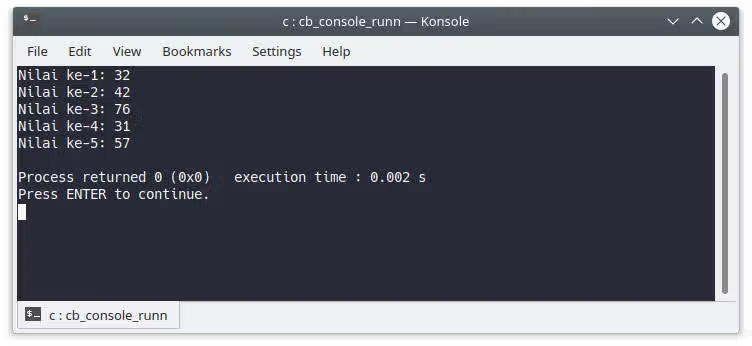 c : cb_console_runn — Konsole
File Edit View Bookmarks Settings Help
Nilai ke-1: 32
Nilai ke-2: 42
Nilai ke-3: 76
Nilai ke-4: 31
Nilai ke-5: 57
Process returned 0 (0x0)   execution time : 0.002 s
Press ENTER to continue.
c : cb_console_runn